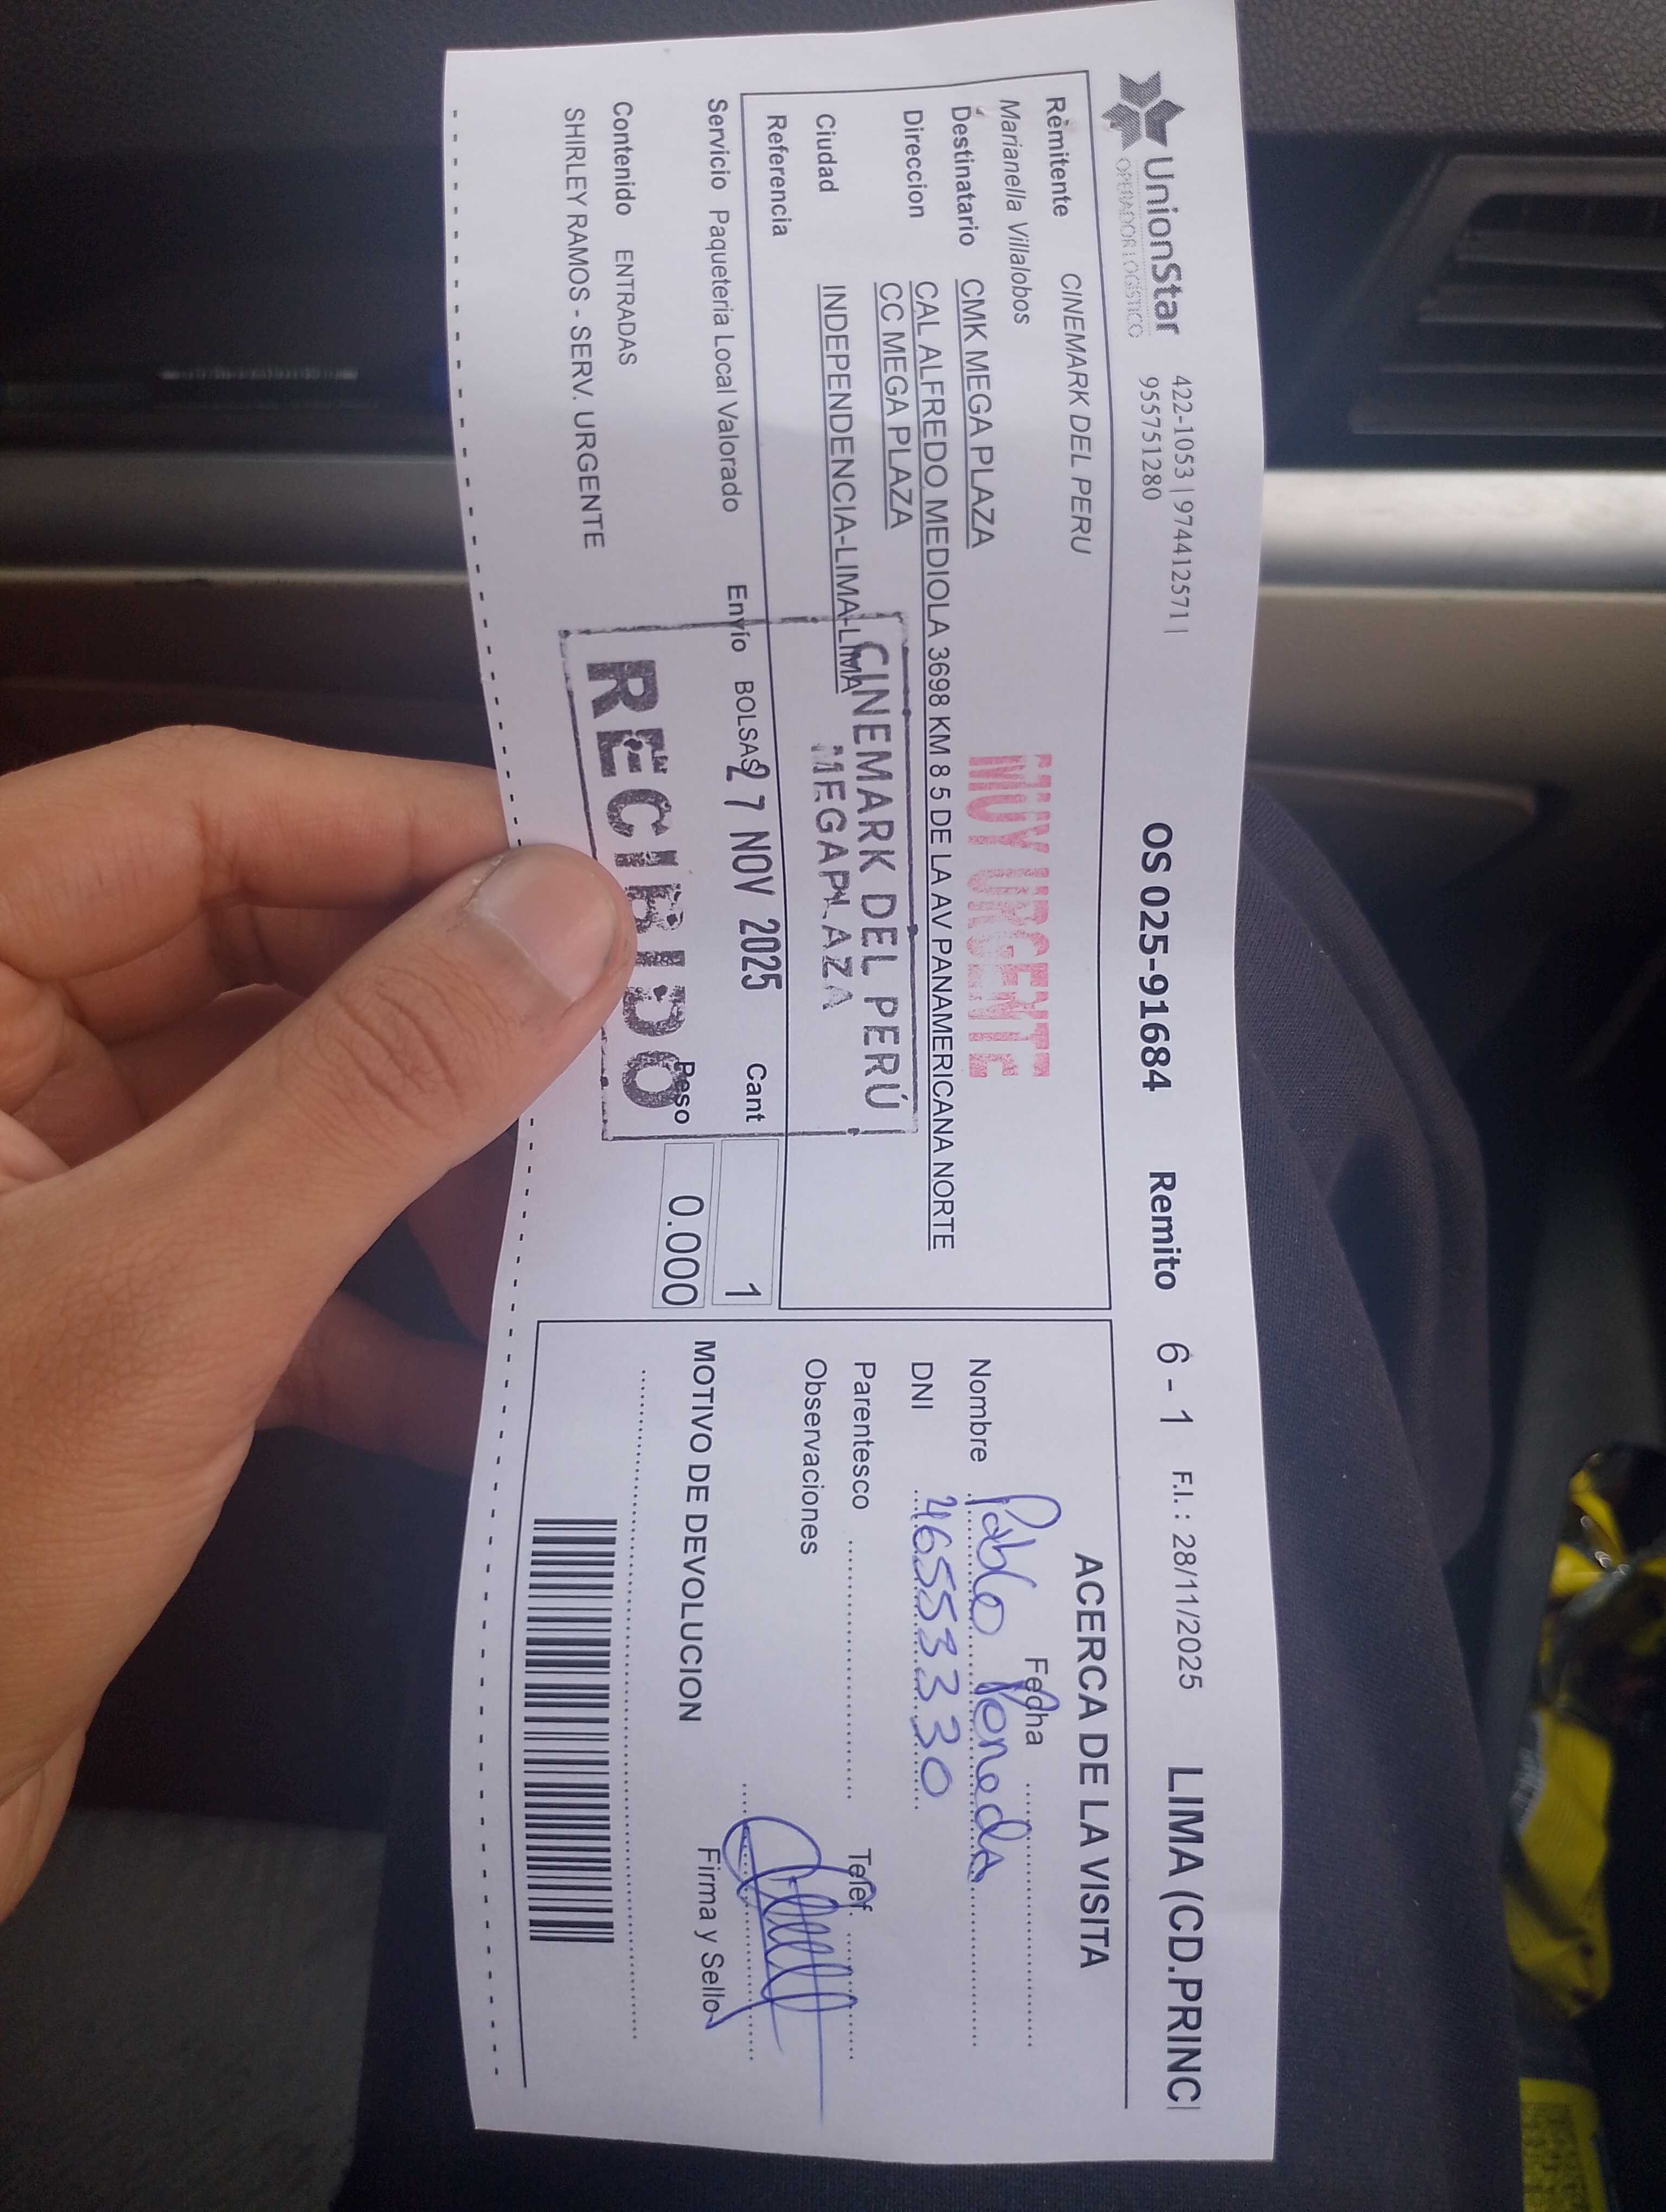 UnionStar
OPERADOR LOGISTICO
422-1053 | 974412571 |
955751280
OS 025-91684 Remito 6 - 1 F.I. : 28/11/2025 LIMA (CD.PRINCI
Remitente CINEMARK DEL PERU
Marianella Villalobos
MUY URGENTE
Destinatario CMK MEGA PLAZA
Direccion CAL ALFREDO MEDIOLA 3698 KM 8 5 DE LA AV PANAMERICANA NORTE
CC MEGA PLAZA
Ciudad INDEPENDENCIA-LIMA-LIMA
Referencia
CINEMARK DEL PERÚ
MEGAPLAZA
27 NOV 2025
RECIBIDO
Servicio Paqueteria Local Valorado Envío BOLSAS Cant 1
Peso 0.000
Contenido ENTRADAS
SHIRLEY RAMOS - SERV. URGENTE
ACERCA DE LA VISITA
Fecha
Nombre Pablo
DNI 46553330
Parentesco Telef.
Observaciones
Firma y Sello
MOTIVO DE DEVOLUCION